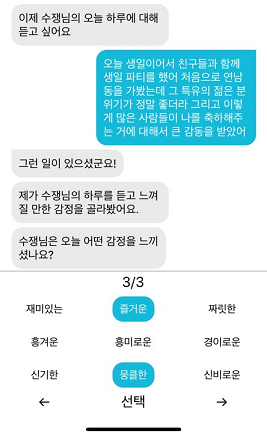 이제 수쟁님의 오늘 하루에 대해
듣고 싶어요
오늘 생일이어서 친구들과 함께
생일 파티를 했어 처음으로 연남
동을 가봤는데 그 특유의 젊은 분
위기가 정말 좋더라 그리고 이렇
게 많은 사람들이 나를 축하해주
는 거에 대해서 큰 감동을 받았어
그런 일이 있으셨군요!
제가 수쟁님의 하루를 듣고 느껴
질 만한 감정을 골라봤어요.
수쟁님은 오늘 어떤 감정을 느끼
셨나요?
3/3
재미있는 즐거운 짜릿한
흥겨운 흥미로운 경이로운
신기한 뭉클한 신비로운
← 선택 →